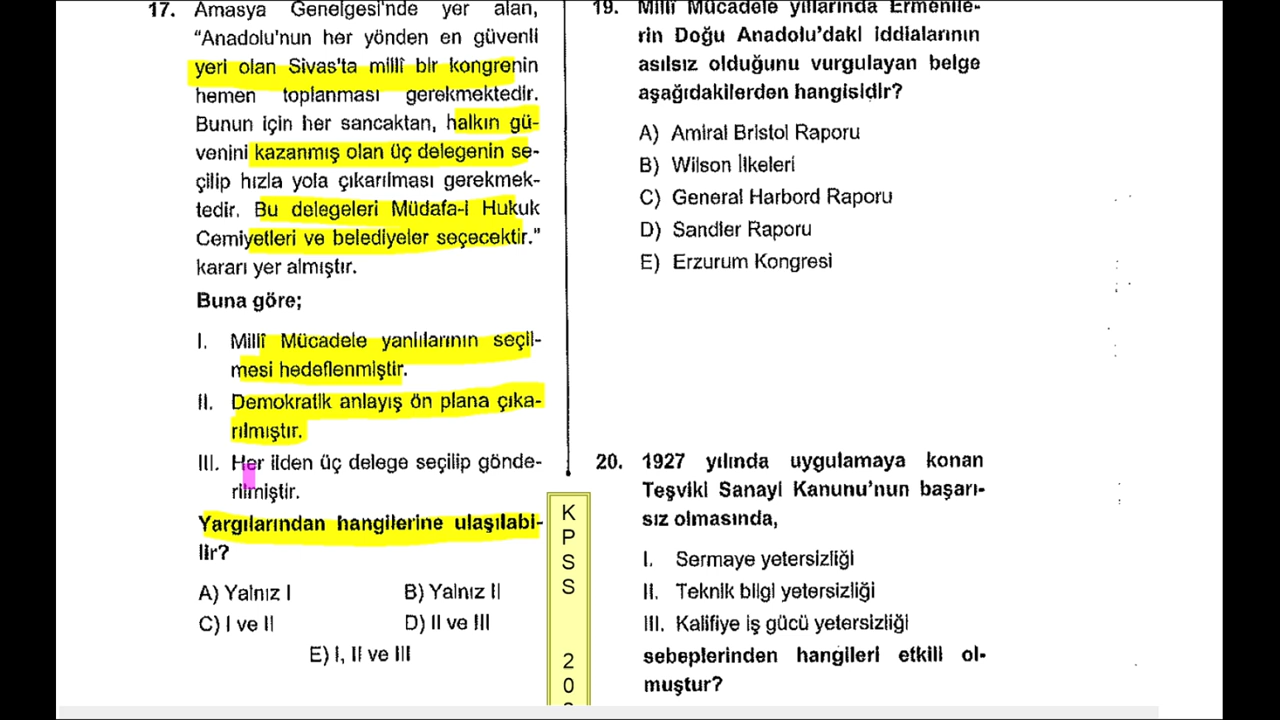 17. Amasya Genelgesi'nde yer alan,
"Anadolu'nun her yönden en güvenli
yeri olan Sivas'ta millî bir kongrenin
hemen toplanması gerekmektedir.
Bunun için her sancaktan, halkın gü-
venini kazanmış olan üç delegenin se-
çilip hızla yola çıkarılması gerekmek-
tedir. Bu delegeleri Müdafa-i Hukuk
Cemiyetleri ve belediyeler seçecektir."
kararı yer almıştır.
Buna göre;
I. Millî Mücadele yanlılarının seçil-
mesi hedeflenmiştir.
II. Demokratik anlayış ön plana çıka-
rılmıştır.
III. Her ilden üç delege seçilip gönde-
rilmiştir.
Yargılarından hangilerine ulaşılabi-
lir?
A) Yalnız I B) Yalnız II
C) I ve II D) II ve III
E) I, II ve III
19. Millî Mücadele yıllarında Ermenile-
rin Doğu Anadolu'daki iddialarının
asılsız olduğunu vurgulayan belge
aşağıdakilerden hangisidir?
A) Amiral Bristol Raporu
B) Wilson İlkeleri
C) General Harbord Raporu
D) Sandler Raporu
E) Erzurum Kongresi
20. 1927 yılında uygulamaya konan
Teşviki Sanayi Kanunu'nun başarı-
sız olmasında,
I. Sermaye yetersizliği
II. Teknik bilgi yetersizliği
III. Kalifiye iş gücü yetersizliği
sebeplerinden hangileri etkili ol-
muştur?
K
P
S
S
2
0